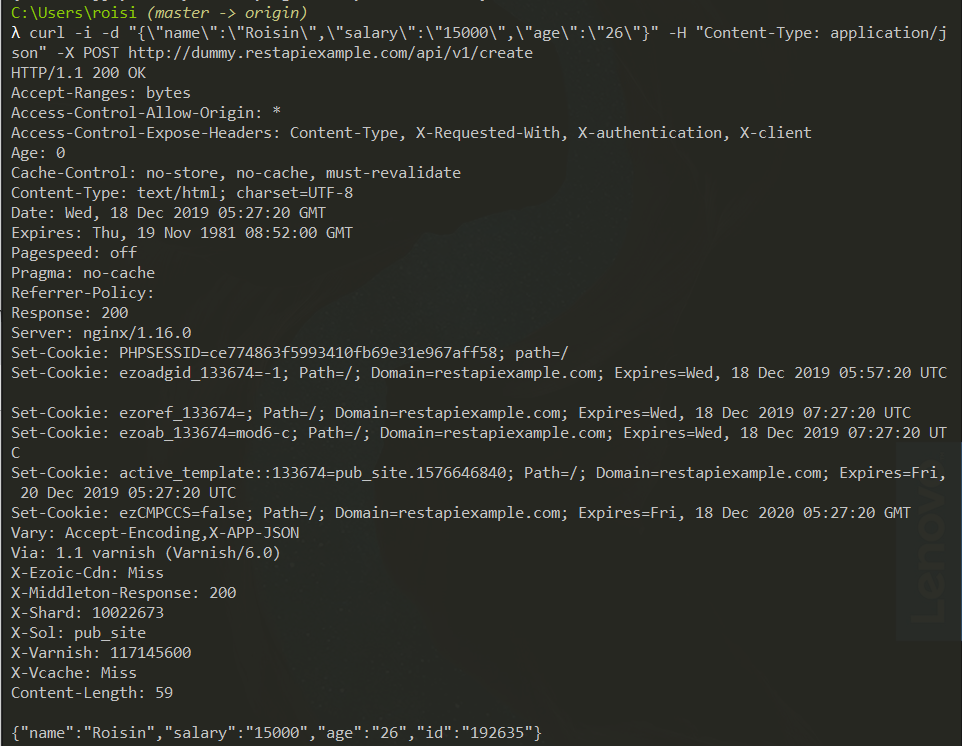 C:\Users\roisi (master -> origin)
λ curl -i -d "{\"name\":\"Roisin\",\"salary\":\"15000\",\"age\":\"26\"}" -H "Content-Type: application/j
son" -X POST http://dummy.restapiexample.com/api/v1/create
HTTP/1.1 200 OK
Accept-Ranges: bytes
Access-Control-Allow-Origin: *
Access-Control-Expose-Headers: Content-Type, X-Requested-With, X-authentication, X-client
Age: 0
Cache-Control: no-store, no-cache, must-revalidate
Content-Type: text/html; charset=UTF-8
Date: Wed, 18 Dec 2019 05:27:20 GMT
Expires: Thu, 19 Nov 1981 08:52:00 GMT
Pagespeed: off
Pragma: no-cache
Referrer-Policy:
Response: 200
Server: nginx/1.16.0
Set-Cookie: PHPSESSID=ce774863f5993410fb69e31e967aff58; path=/
Set-Cookie: ezoadgid_133674=-1; Path=/; Domain=restapiexample.com; Expires=Wed, 18 Dec 2019 05:57:20 UTC
Set-Cookie: ezoref_133674=; Path=/; Domain=restapiexample.com; Expires=Wed, 18 Dec 2019 07:27:20 UTC
Set-Cookie: ezoab_133674=mod6-c; Path=/; Domain=restapiexample.com; Expires=Wed, 18 Dec 2019 07:27:20 UT
C
Set-Cookie: active_template::133674=pub_site.1576646840; Path=/; Domain=restapiexample.com; Expires=Fri,
20 Dec 2019 05:27:20 UTC
Set-Cookie: ezCMPCCS=false; Path=/; Domain=restapiexample.com; Expires=Fri, 18 Dec 2020 05:27:20 GMT
Vary: Accept-Encoding,X-APP-JSON
Via: 1.1 varnish (Varnish/6.0)
X-Ezoic-Cdn: Miss
X-Middleton-Response: 200
X-Shard: 10022673
X-Sol: pub_site
X-Varnish: 117145600
X-Vcache: Miss
Content-Length: 59
{"name":"Roisin","salary":"15000","age":"26","id":"192635"}
Lenovo